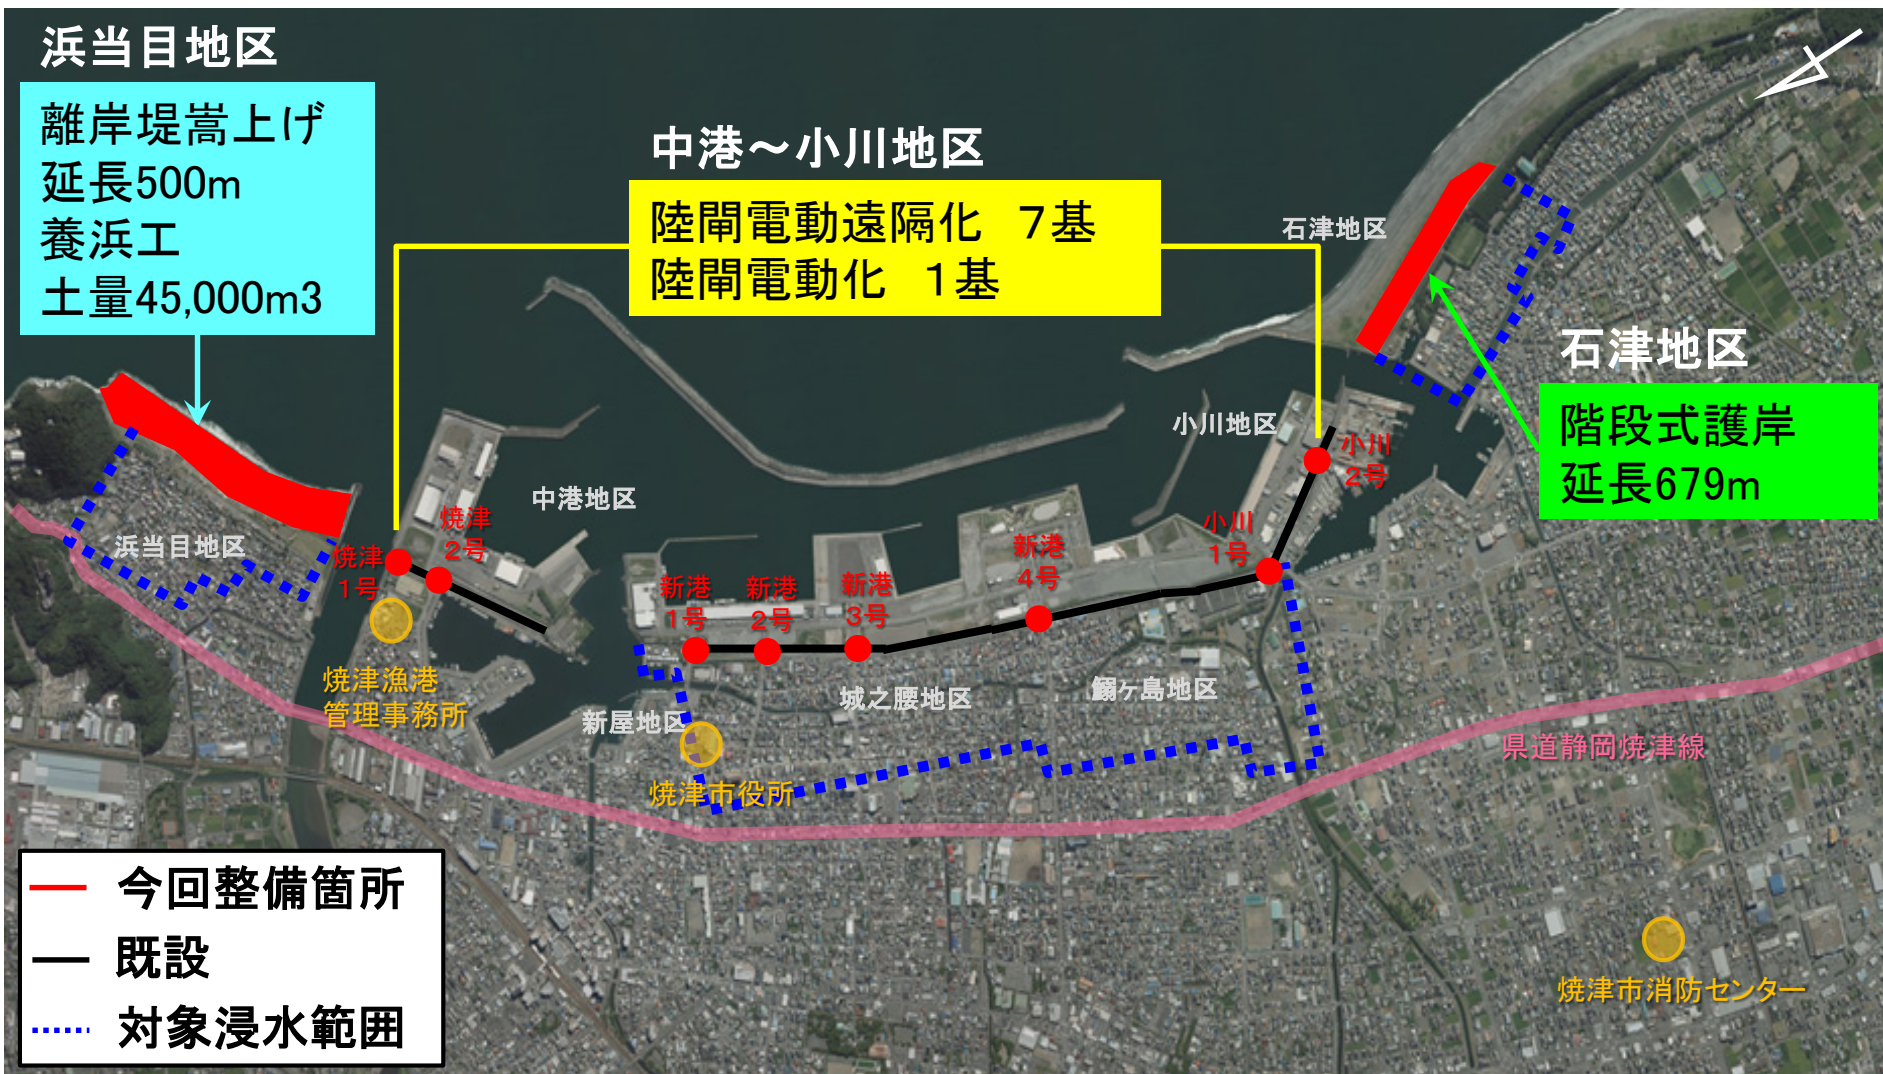 浜当目地区
離岸堤嵩上げ
延長500m
養浜工
土量45,000m3
中港～小川地区
陸閘電動遠隔化　7基
陸閘電動化　1基
石津地区
石津地区
階段式護岸
延長679m
小川地区
小川
2号
小川
1号
中港地区
焼津
2号
焼津
1号
浜当目地区
新港
1号
新港
2号
新港
3号
新港
4号
焼津漁港
管理事務所
新屋地区
城之腰地区
鰯ヶ島地区
焼津市役所
県道静岡焼津線
焼津市消防センター
今回整備箇所
既設
対象浸水範囲